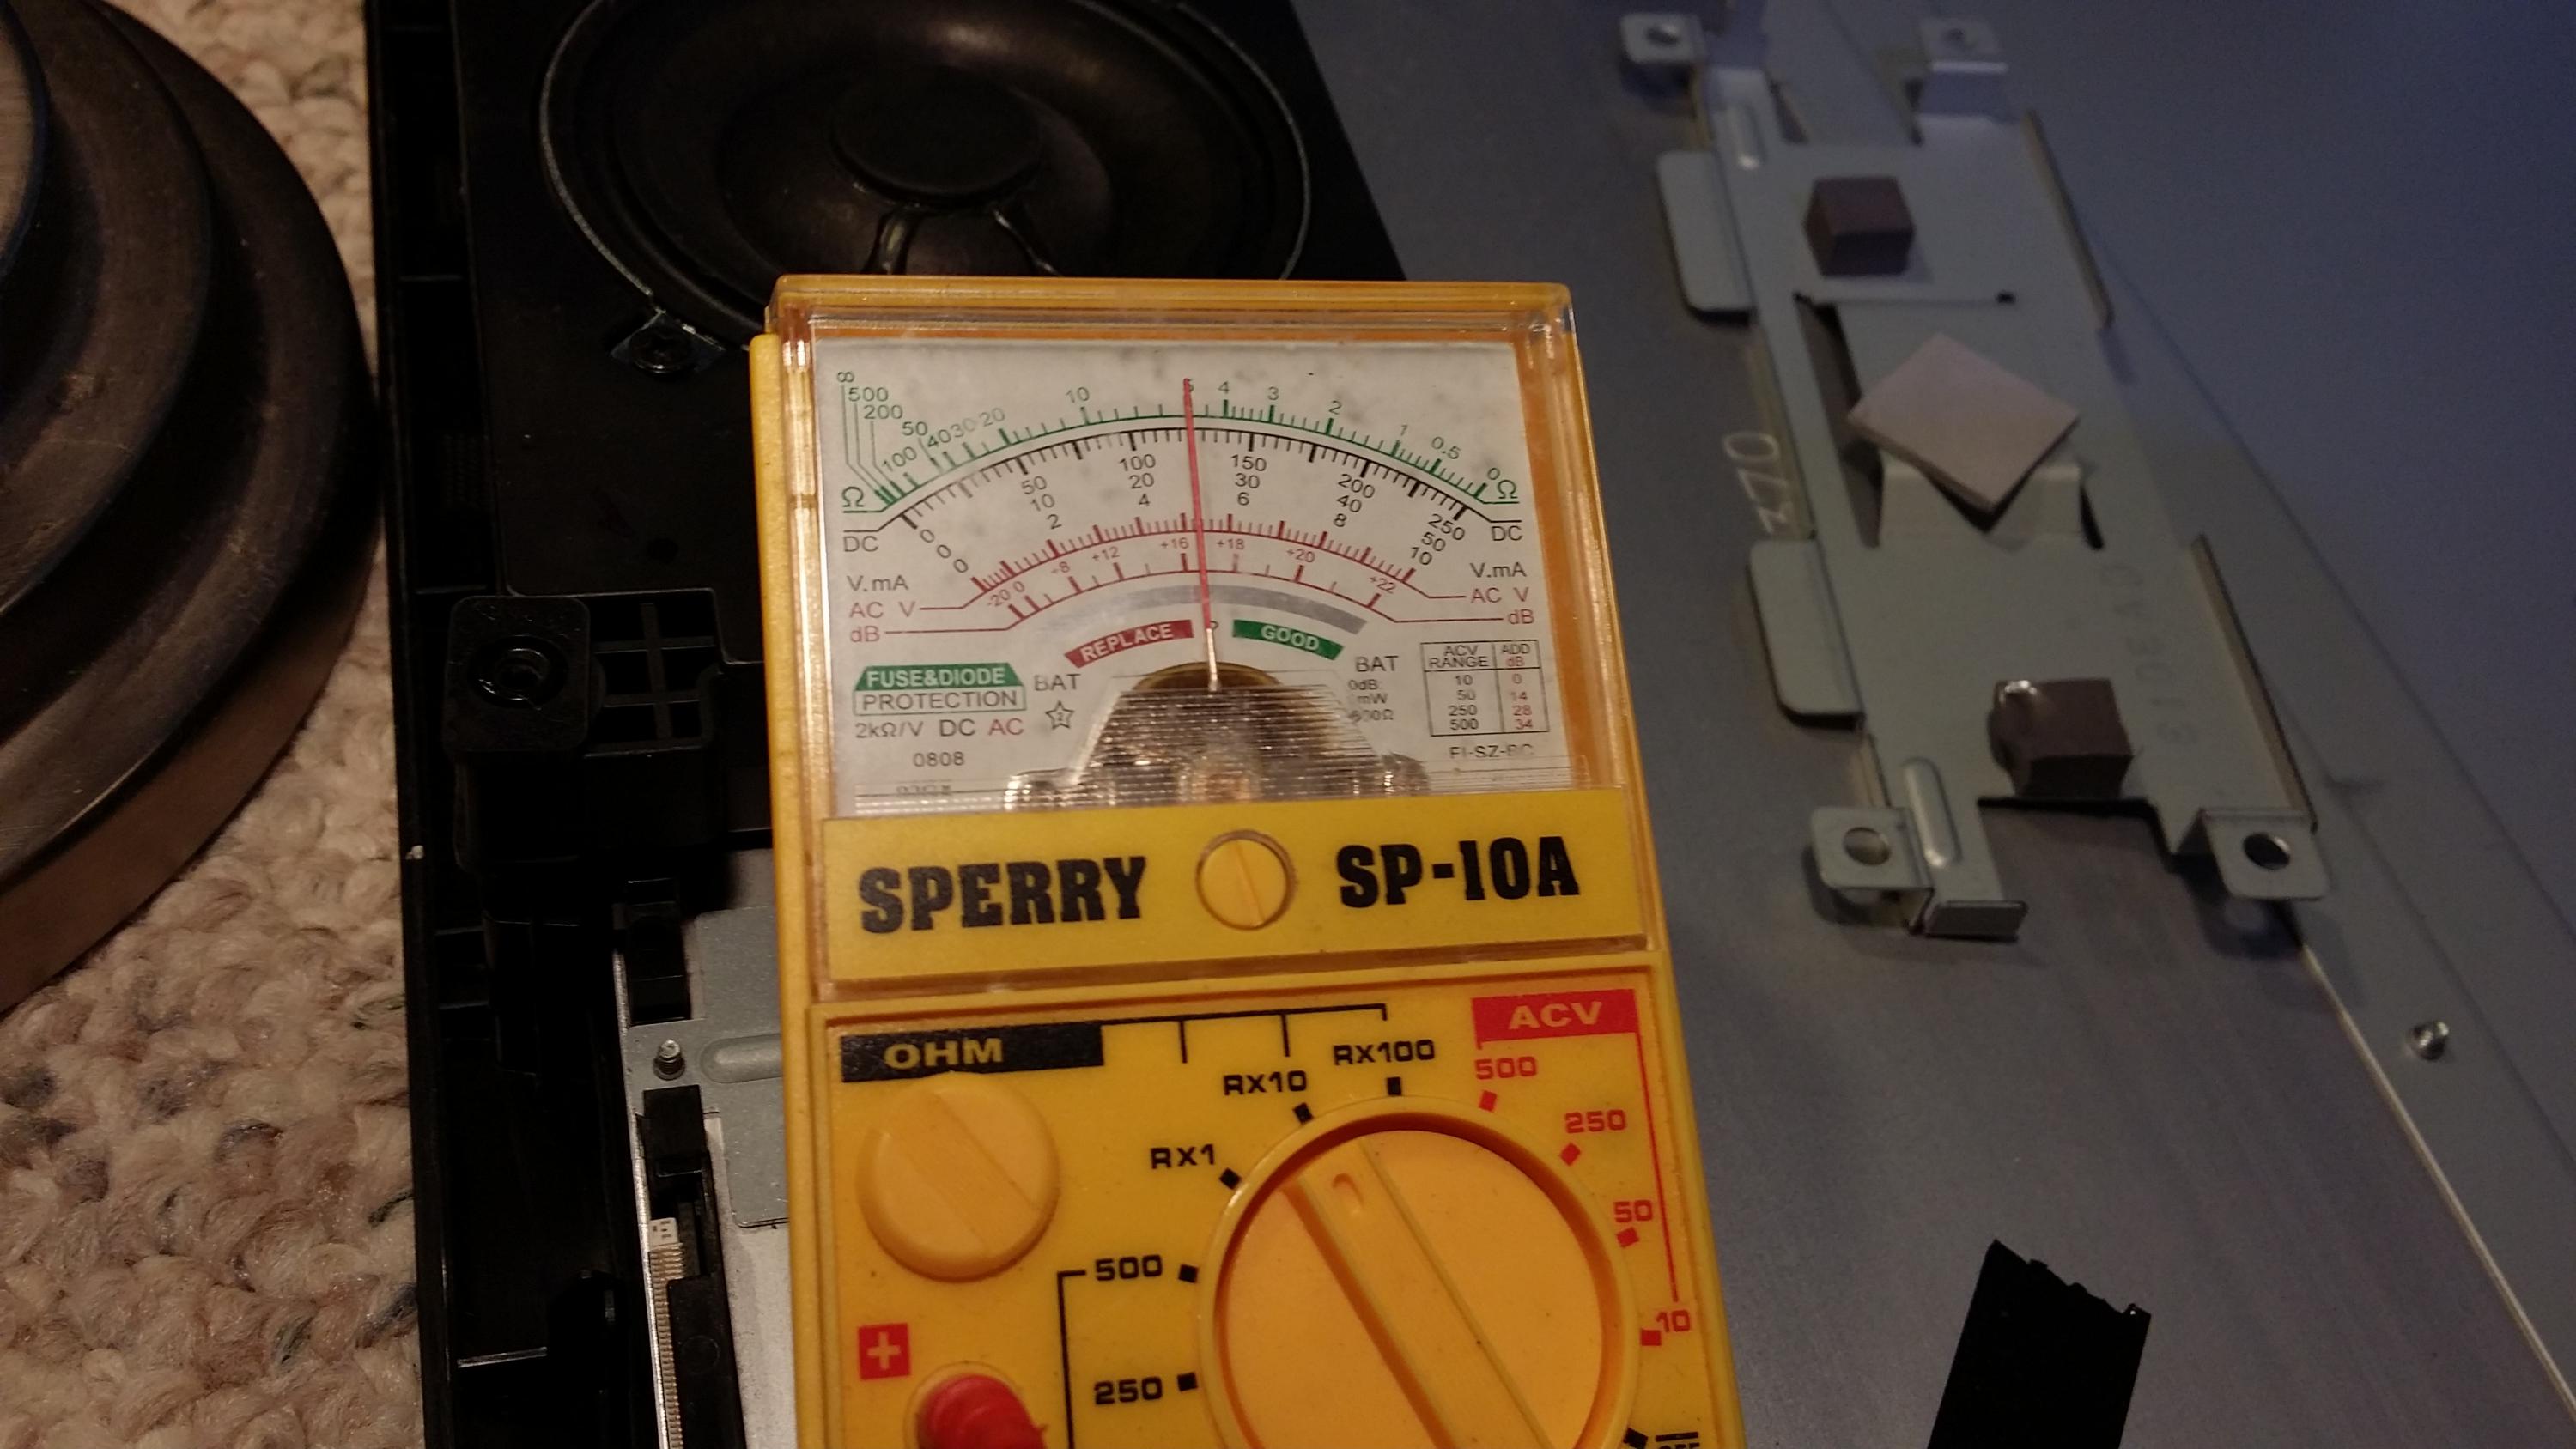 ∞
500
200
50
100
40 30 20
10
5
4
3
2
1
0.5
0
Ω
Ω
0 50 100 150 200 250
0 10 20 30 40 50
0 2 4 6 8 10
DC
DC
V.mA
V.mA
AC V
AC V
-20 0 +8 +12 +16 +18 +20 +22
dB
dB
REPLACE
GOOD
FUSE&DIODE
PROTECTION
BAT
BAT
2kΩ/V DC AC
0808
ACV RANGE ADD dB
10 0
50 14
250 28
500 34
SPERRY SP-10A
OHM
RX1
RX10
RX100
ACV
500
250
50
10
500
250
+
370